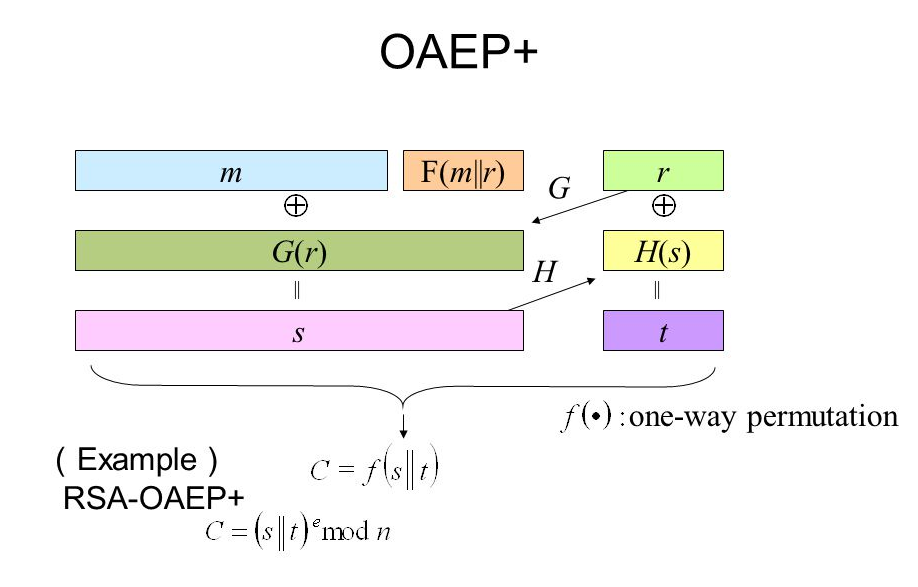 OAEP+
m F(m||r) G r
⊕ ⊕
G(r) H H(s)
|| ||
s t
f(•) : one-way permutation
( Example ) C = f(s||t)
RSA-OAEP+
C = (s||t)^e mod n